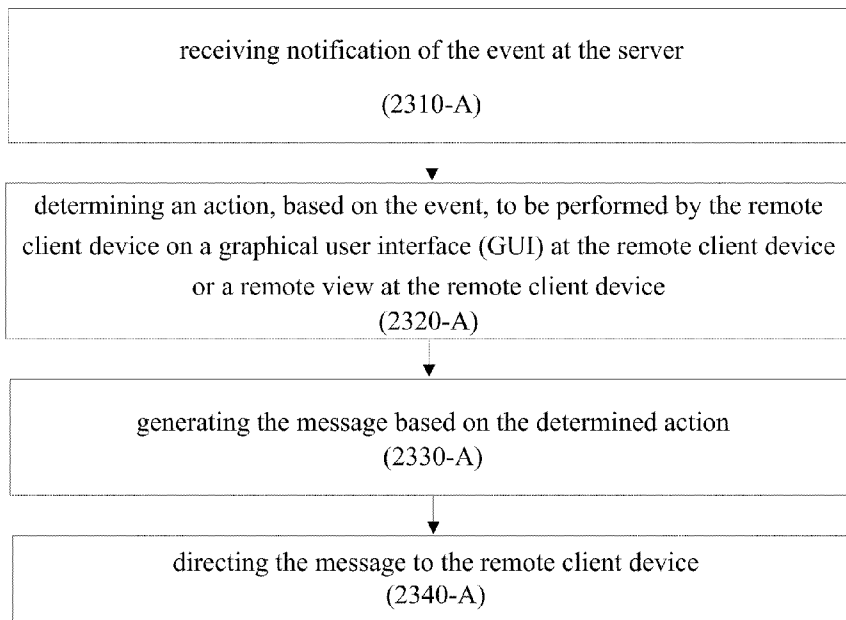 receiving notification of the event at the server
(2310-A)
determining an action, based on the event, to be performed by the remote
client device on a graphical user interface (GUI) at the remote client device
or a remote view at the remote client device
(2320-A)
generating the message based on the determined action
(2330-A)
directing the message to the remote client device
(2340-A)